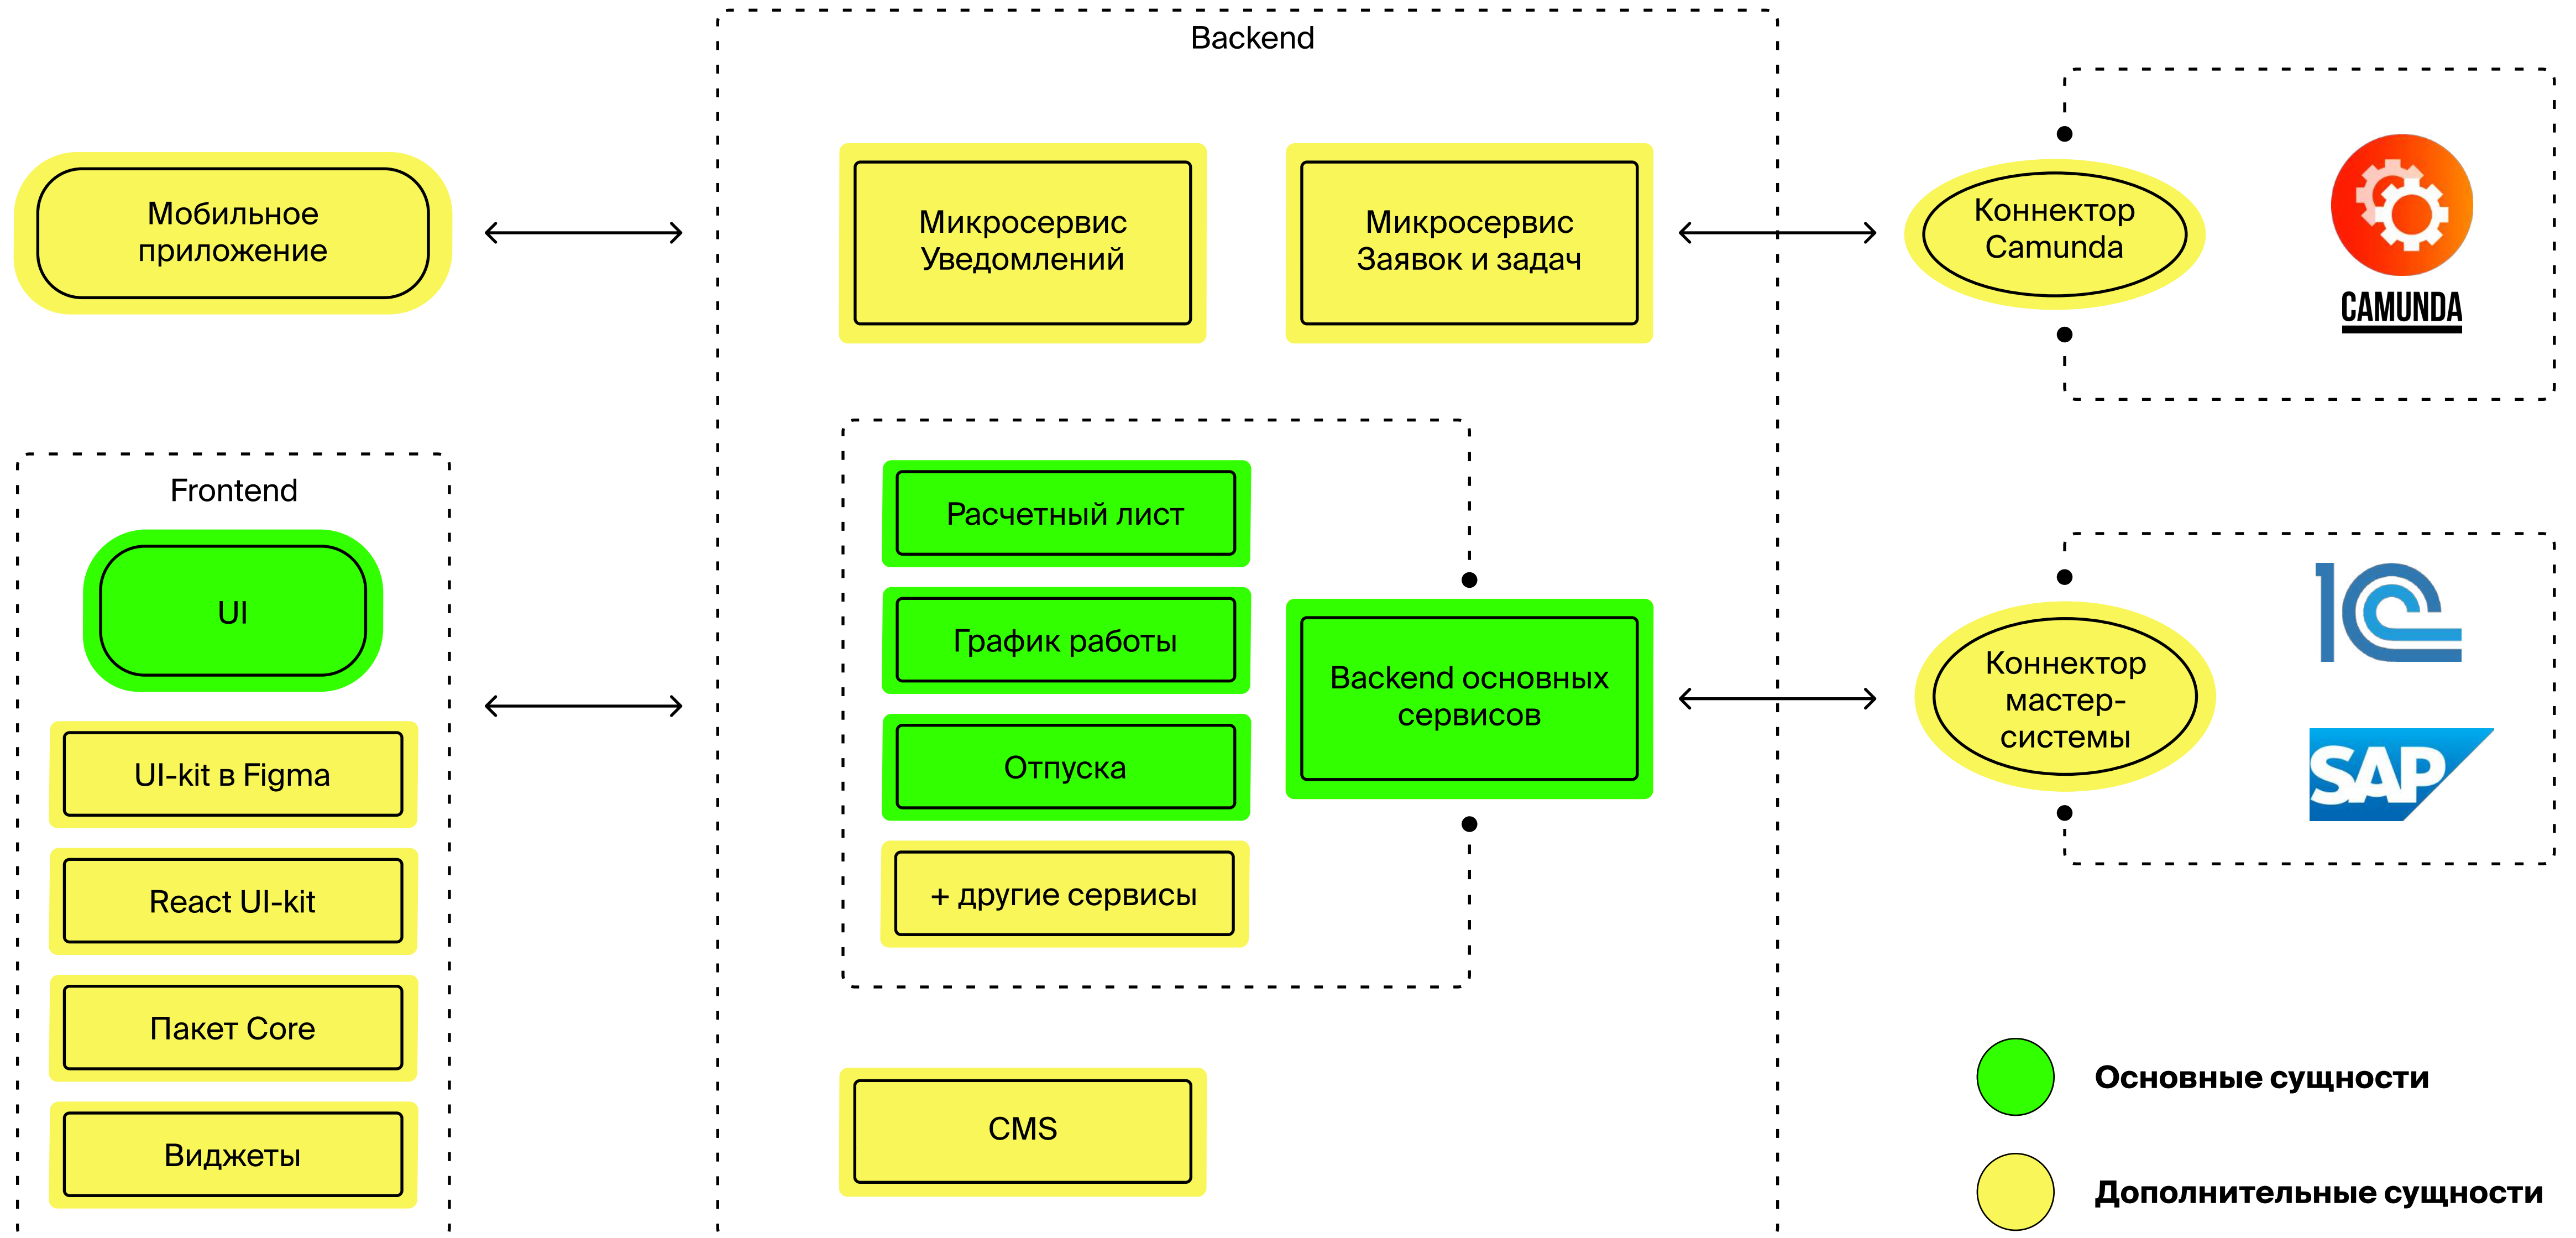 Backend
Мобильное
приложение
Микросервис
Уведомлений
Микросервис
Заявок и задач
Коннектор
Camunda
CAMUNDA
Frontend
UI
UI-kit в Figma
React UI-kit
Пакет Core
Виджеты
Расчетный лист
График работы
Отпуска
+ другие сервисы
Backend основных
сервисов
Коннектор
мастер-
системы
1C
SAP
CMS
Основные сущности
Дополнительные сущности